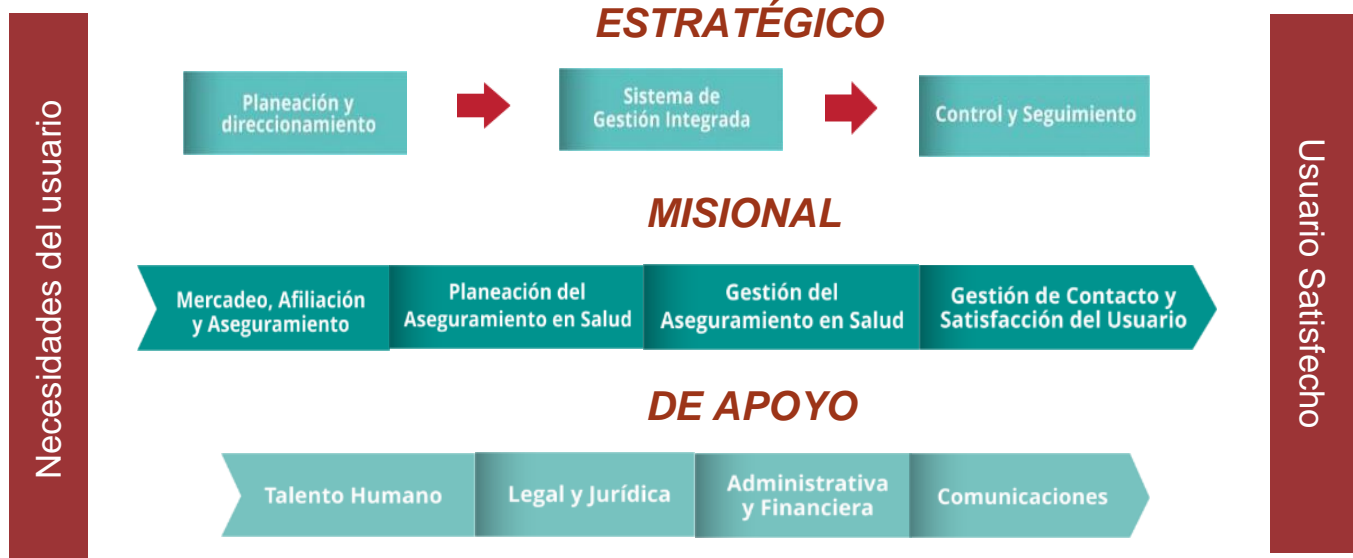 Necesidades del usuario
ESTRATÉGICO
Planeación y
direccionamiento
Sistema de
Gestión Integrada
Control y Seguimiento
MISIONAL
Mercadeo, Afiliación
y Aseguramiento
Planeación del
Aseguramiento en Salud
Gestión del
Aseguramiento en Salud
Gestión de Contacto y
Satisfacción del Usuario
DE APOYO
Talento Humano
Legal y Jurídica
Administrativa
y Financiera
Comunicaciones
Usuario Satisfecho